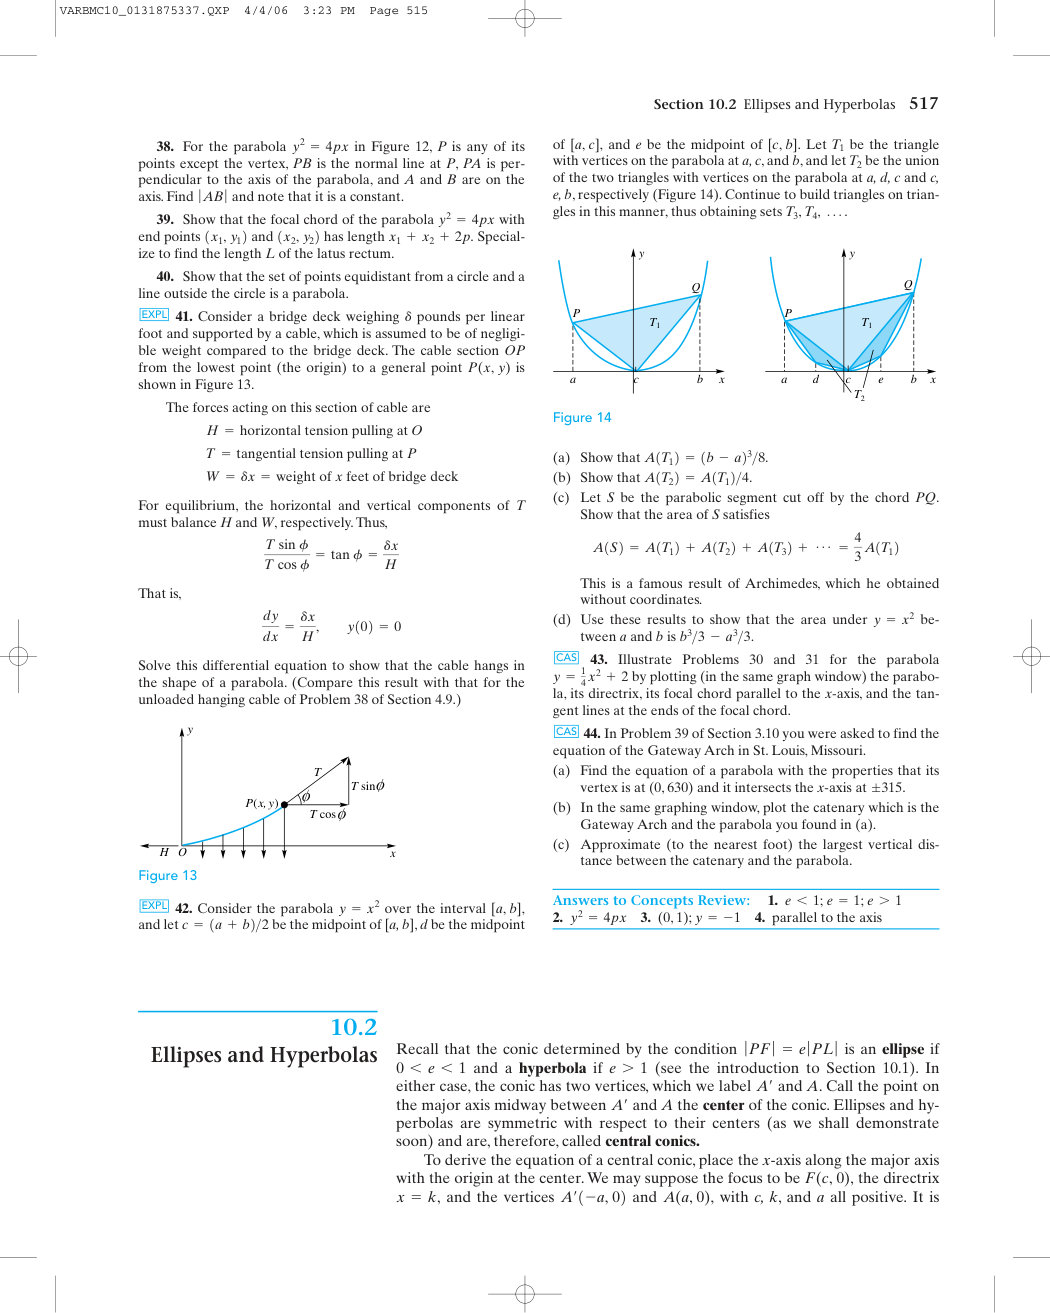 VARBMC10_0131875337.QXP 4/4/06 3:23 PM Page 515
Section 10.2 Ellipses and Hyperbolas 517
38. For the parabola y² = 4px in Figure 12, P is any of its
points except the vertex, PB is the normal line at P, PA is per-
pendicular to the axis of the parabola, and A and B are on the
axis. Find |AB| and note that it is a constant.
39. Show that the focal chord of the parabola y² = 4px with
end points (x₁, y₁) and (x₂, y₂) has length x₁ + x₂ + 2p. Special-
ize to find the length L of the latus rectum.
40. Show that the set of points equidistant from a circle and a
line outside the circle is a parabola.
EXPL 41. Consider a bridge deck weighing δ pounds per linear
foot and supported by a cable, which is assumed to be of negligi-
ble weight compared to the bridge deck. The cable section OP
from the lowest point (the origin) to a general point P(x, y) is
shown in Figure 13.
The forces acting on this section of cable are
H = horizontal tension pulling at O
T = tangential tension pulling at P
W = δx = weight of x feet of bridge deck
For equilibrium, the horizontal and vertical components of T
must balance H and W, respectively. Thus,
T sin ϕ / T cos ϕ = tan ϕ = δx / H
That is,
dy/dx = δx/H, y(0) = 0
Solve this differential equation to show that the cable hangs in
the shape of a parabola. (Compare this result with that for the
unloaded hanging cable of Problem 38 of Section 4.9.)
y
T
T sin ϕ
P(x, y)
ϕ
T cos ϕ
H O x
Figure 13
EXPL 42. Consider the parabola y = x² over the interval [a, b],
and let c = (a + b)/2 be the midpoint of [a, b], d be the midpoint
of [a, c], and e be the midpoint of [c, b]. Let T₁ be the triangle
with vertices on the parabola at a, c, and b, and let T₂ be the union
of the two triangles with vertices on the parabola at a, d, c and c,
e, b, respectively (Figure 14). Continue to build triangles on trian-
gles in this manner, thus obtaining sets T₃, T₄, ....
y
Q
P
T₁
a c b x
y
Q
P
T₁
a d c e b x
T₂
Figure 14
(a) Show that A(T₁) = (b − a)³/8.
(b) Show that A(T₂) = A(T₁)/4.
(c) Let S be the parabolic segment cut off by the chord PQ.
Show that the area of S satisfies
A(S) = A(T₁) + A(T₂) + A(T₃) + ⋯ = 4/3 A(T₁)
This is a famous result of Archimedes, which he obtained
without coordinates.
(d) Use these results to show that the area under y = x² be-
tween a and b is b³/3 − a³/3.
CAS 43. Illustrate Problems 30 and 31 for the parabola
y = ¼x² + 2 by plotting (in the same graph window) the parabo-
la, its directrix, its focal chord parallel to the x-axis, and the tan-
gent lines at the ends of the focal chord.
CAS 44. In Problem 39 of Section 3.10 you were asked to find the
equation of the Gateway Arch in St. Louis, Missouri.
(a) Find the equation of a parabola with the properties that its
vertex is at (0, 630) and it intersects the x-axis at ±315.
(b) In the same graphing window, plot the catenary which is the
Gateway Arch and the parabola you found in (a).
(c) Approximate (to the nearest foot) the largest vertical dis-
tance between the catenary and the parabola.
Answers to Concepts Review: 1. e < 1; e = 1; e > 1
2. y² = 4px 3. (0, 1); y = −1 4. parallel to the axis
10.2
Ellipses and Hyperbolas
Recall that the conic determined by the condition |PF| = e|PL| is an ellipse if
0 < e < 1 and a hyperbola if e > 1 (see the introduction to Section 10.1). In
either case, the conic has two vertices, which we label A′ and A. Call the point on
the major axis midway between A′ and A the center of the conic. Ellipses and hy-
perbolas are symmetric with respect to their centers (as we shall demonstrate
soon) and are, therefore, called central conics.
To derive the equation of a central conic, place the x-axis along the major axis
with the origin at the center. We may suppose the focus to be F(c, 0), the directrix
x = k, and the vertices A′(−a, 0) and A(a, 0), with c, k, and a all positive. It is